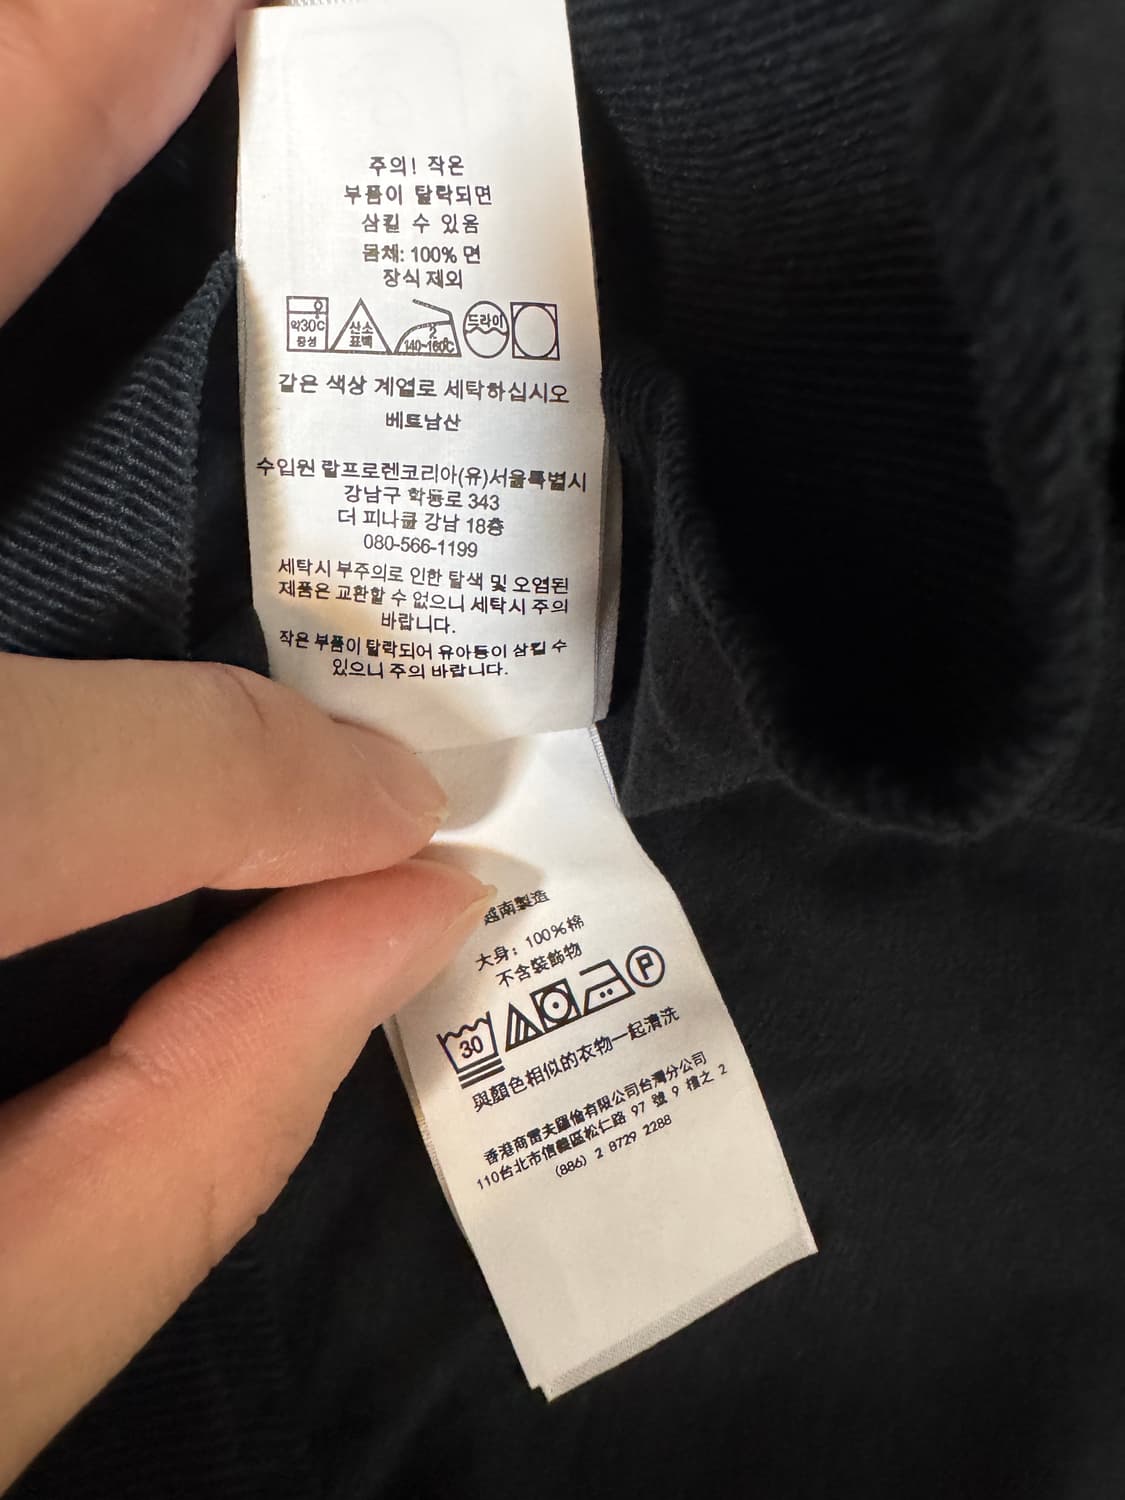 주의! 작은
부품이 탈락되면
삼킬 수 있음
몸체: 100% 면
장식 제외
약30℃
중성
산소
표백
2
140~160℃
드라이
같은 색상 계열로 세탁하십시오
베트남산
수입원 랄프로렌코리아(유)서울특별시
강남구 학동로 343
더 피나클 강남 18층
080-566-1199
세탁시 부주의로 인한 탈색 및 오염된
제품은 교환할 수 없으니 세탁시 주의
바랍니다.
작은 부품이 탈락되어 유아등이 삼킬 수
있으니 주의 바랍니다.
越南製造
大身: 100%棉
不含裝飾物
30
P
與顏色相似的衣物一起清洗
香港商雷夫羅倫有限公司台灣分公司
110台北市信義區松仁路 97 號 9 樓之 2
(886) 2 8729 2288